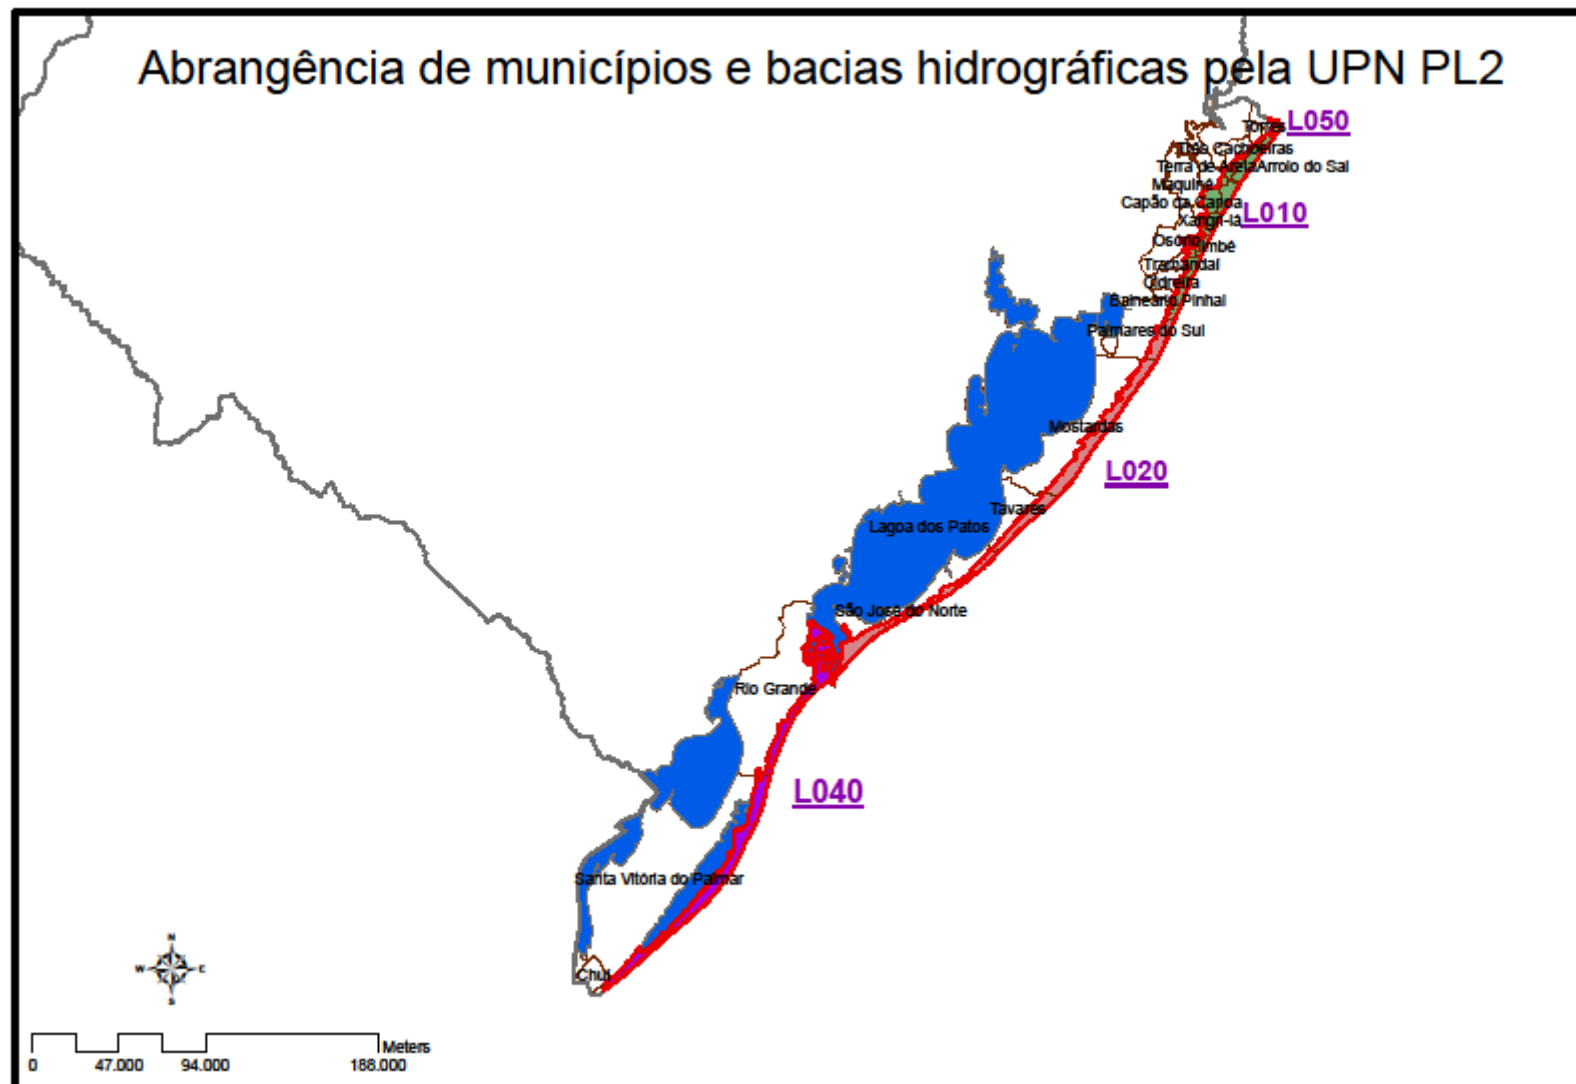 Abrangência de municípios e bacias hidrográficas pela UPN PL2
Torres
L050
Três Cachoeiras
Terra de Areia
Arroio do Sal
Maquiné
Capão da Canoa
Xangri-lá
L010
Osório
Imbé
Tramandaí
Cidreira
Balneário Pinhal
Palmares do Sul
Mostardas
L020
Tavares
Lagoa dos Patos
São José do Norte
Rio Grande
L040
Santa Vitória do Palmar
Chuí
N
W
E
S
Meters
0
47.000
94.000
188.000